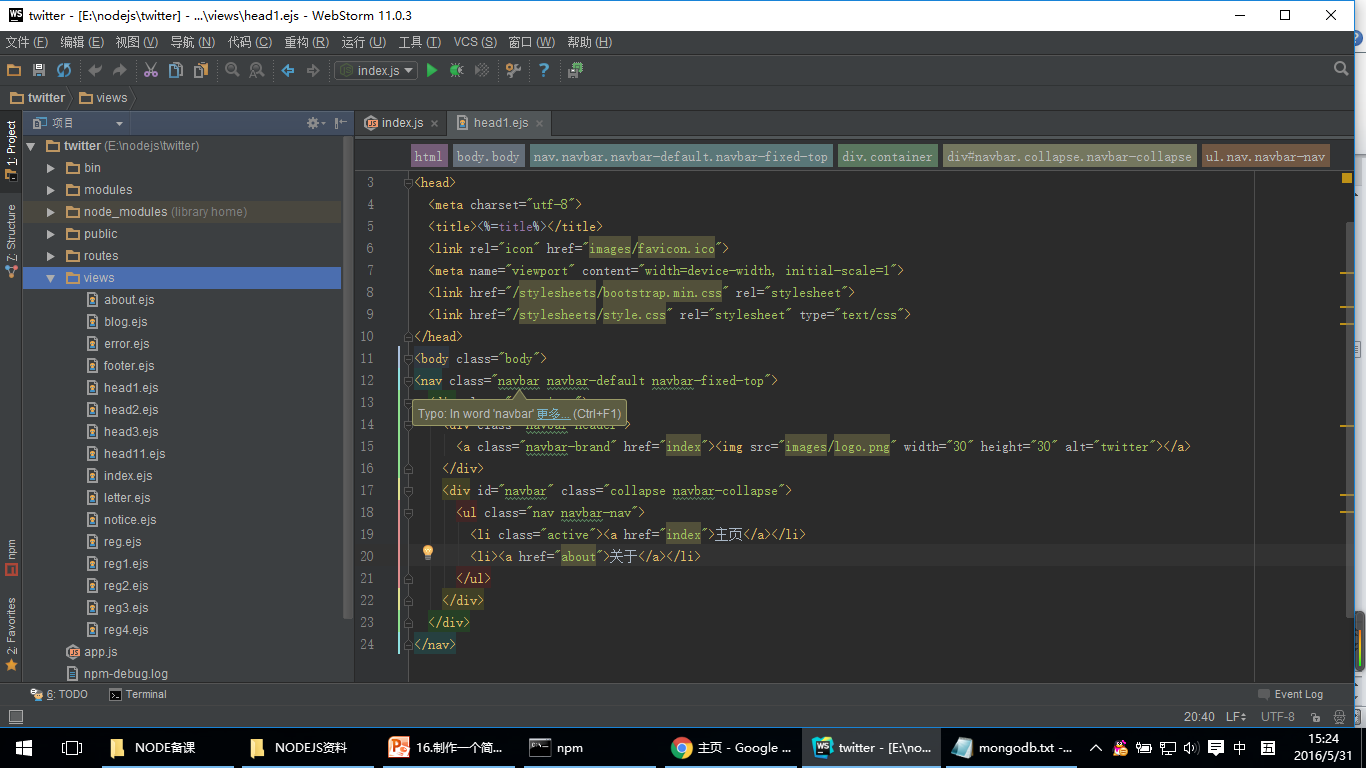 twitter - [E:\nodejs\twitter] - ...\views\head1.ejs - WebStorm 11.0.3
文件 (F) 编辑 (E) 视图 (V) 导航 (N) 代码 (C) 重构 (R) 运行 (U) 工具 (T) VCS (S) 窗口 (W) 帮助 (H)
index.js
twitter views
项目
index.js head1.ejs
1: Project
Z: Structure
npm
2: Favorites
twitter (E:\nodejs\twitter)
bin
modules
node_modules (library home)
public
routes
views
about.ejs
blog.ejs
error.ejs
footer.ejs
head1.ejs
head2.ejs
head3.ejs
head11.ejs
index.ejs
letter.ejs
notice.ejs
reg.ejs
reg1.ejs
reg2.ejs
reg3.ejs
reg4.ejs
app.js
npm-debug.log
html body.body nav.navbar.navbar-default.navbar-fixed-top div.container div#navbar.collapse.navbar-collapse ul.nav.navbar-nav
3 <head>
4 <meta charset="utf-8">
5 <title><%=title%></title>
6 <link rel="icon" href="images/favicon.ico">
7 <meta name="viewport" content="width=device-width, initial-scale=1">
8 <link href="/stylesheets/bootstrap.min.css" rel="stylesheet">
9 <link href="/stylesheets/style.css" rel="stylesheet" type="text/css">
10 </head>
11 <body class="body">
12 <nav class="navbar navbar-default navbar-fixed-top">
13
Typo: In word 'navbar' 更多... (Ctrl+F1)
14
15 <a class="navbar-brand" href="index"><img src="images/logo.png" width="30" height="30" alt="twitter"></a>
16 </div>
17 <div id="navbar" class="collapse navbar-collapse">
18 <ul class="nav navbar-nav">
19 <li class="active"><a href="index">主页</a></li>
20 <li><a href="about">关于</a></li>
21 </ul>
22 </div>
23 </div>
24 </nav>
6: TODO Terminal Event Log
20:40 LF UTF-8
NODE备课 NODEJS资料 16.制作一个简... npm 主页 - Google ... twitter - [E:\no... mongodb.txt -... 中 五 15:24
2016/5/31